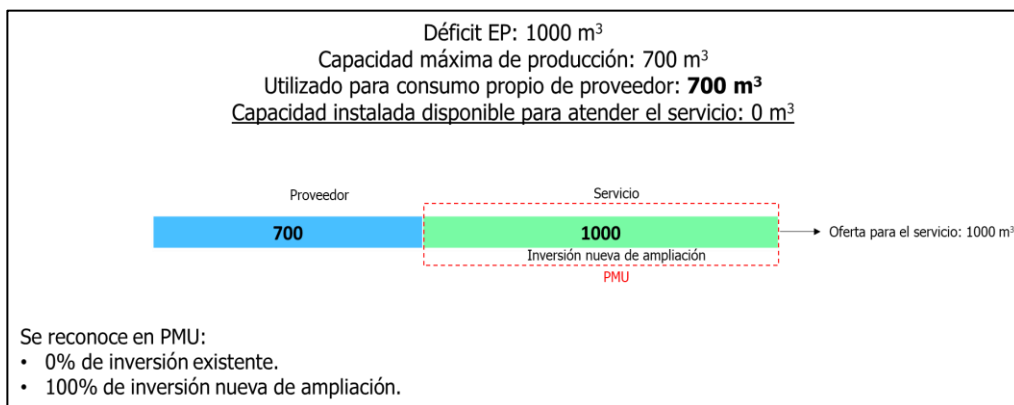 Déficit EP: 1000 m³
Capacidad máxima de producción: 700 m³
Utilizado para consumo propio de proveedor: 700 m³
Capacidad instalada disponible para atender el servicio: 0 m³
Proveedor
Servicio
700
1000
Oferta para el servicio: 1000 m³
Inversión nueva de ampliación
PMU
Se reconoce en PMU:
• 0% de inversión existente.
• 100% de inversión nueva de ampliación.